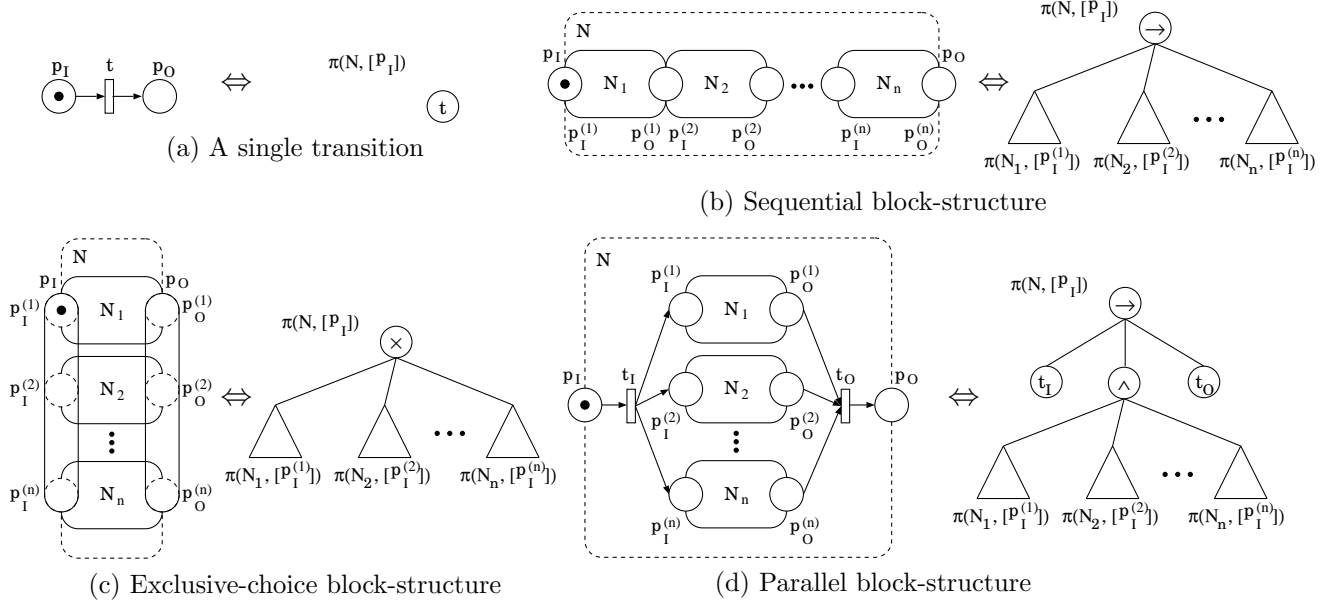 p_I t p_O ⇔ π(N, [p_I])
t
(a) A single transition
N π(N, [p_I])
→
p_I N_1 N_2 ••• N_n p_O ⇔
p_I^(1) p_O^(1) p_I^(2) p_O^(2) p_I^(n) p_O^(n)
•••
π(N_1, [p_I^(1)]) π(N_2, [p_I^(2)]) π(N_n, [p_I^(n)])
(b) Sequential block-structure
N
p_I p_O
p_I^(1) N_1 p_O^(1)
p_I^(2) N_2 p_O^(2)
p_I^(n) N_n p_O^(n)
⇔
π(N, [p_I])
×
•••
π(N_1, [p_I^(1)]) π(N_2, [p_I^(2)]) π(N_n, [p_I^(n)])
(c) Exclusive-choice block-structure
N
p_I^(1) N_1 p_O^(1)
p_I t_I N_2 t_O p_O
p_I^(2) p_O^(2)
N_n
p_I^(n) p_O^(n)
⇔
π(N, [p_I])
→
t_I ∧ t_O
•••
π(N_1, [p_I^(1)]) π(N_2, [p_I^(2)]) π(N_n, [p_I^(n)])
(d) Parallel block-structure